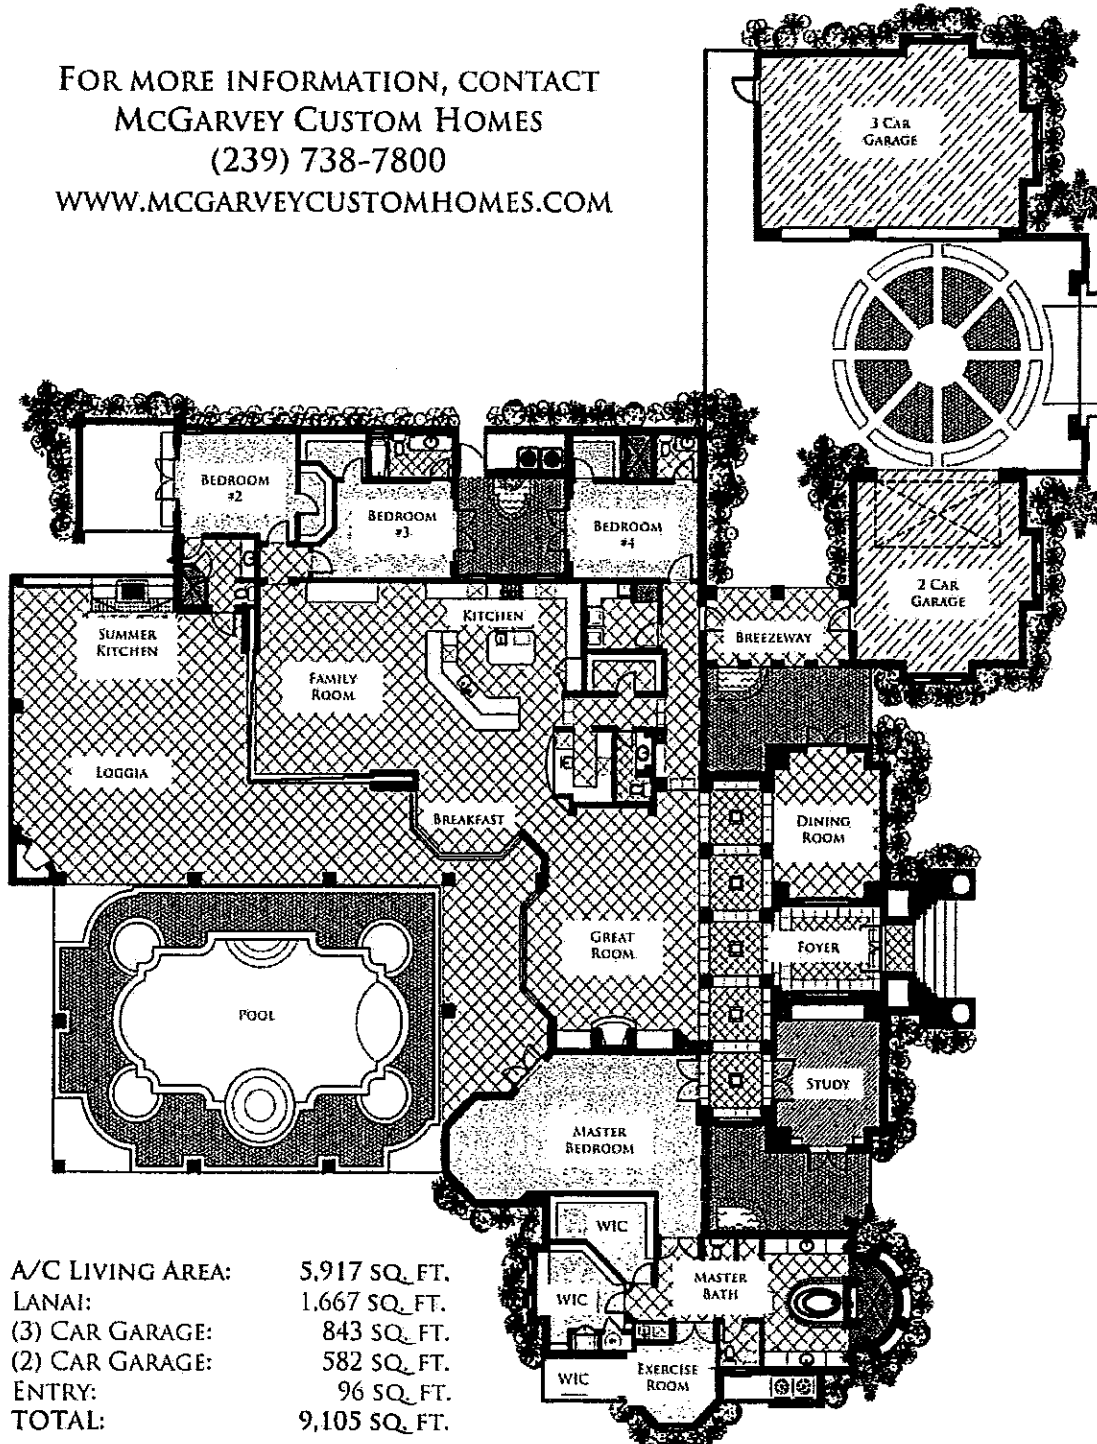 FOR MORE INFORMATION, CONTACT
MCGARVEY CUSTOM HOMES
(239) 738-7800
WWW.MCGARVEYCUSTOMHOMES.COM
3 CAR
GARAGE
BEDROOM
#2
BEDROOM
#3
BEDROOM
#4
2 CAR
GARAGE
SUMMER
KITCHEN
KITCHEN
BREEZEWAY
FAMILY
ROOM
LOGGIA
BREAKFAST
DINING
ROOM
GREAT
ROOM
FOYER
POOL
STUDY
MASTER
BEDROOM
WIC
MASTER
BATH
WIC
WIC
EXERCISE
ROOM
A/C LIVING AREA: 5,917 SQ. FT.
LANAI: 1,667 SQ. FT.
(3) CAR GARAGE: 843 SQ. FT.
(2) CAR GARAGE: 582 SQ. FT.
ENTRY: 96 SQ. FT.
TOTAL: 9,105 SQ. FT.